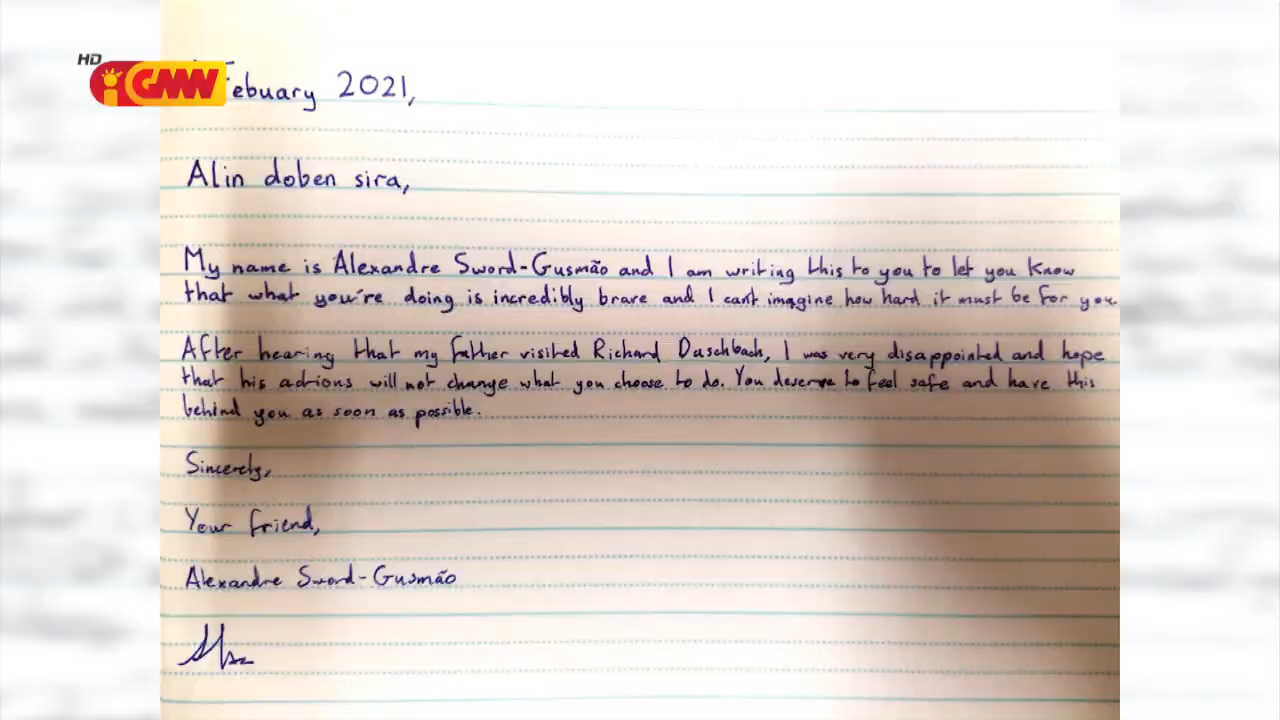 HD
GMN
Febuary 2021,
Alin doben sira,
My name is Alexandre Sword-Gusmão and I am writing this to you to let you know
that what you're doing is incredibly brave and I can't imagine how hard it must be for you.
After hearing that my father visited Richard Daschbach, I was very disappointed and hope
that his actions will not change what you choose to do. You deserve to feel safe and have this
behind you as soon as possible.
Sincerely,
Your friend,
Alexandre Sword-Gusmão